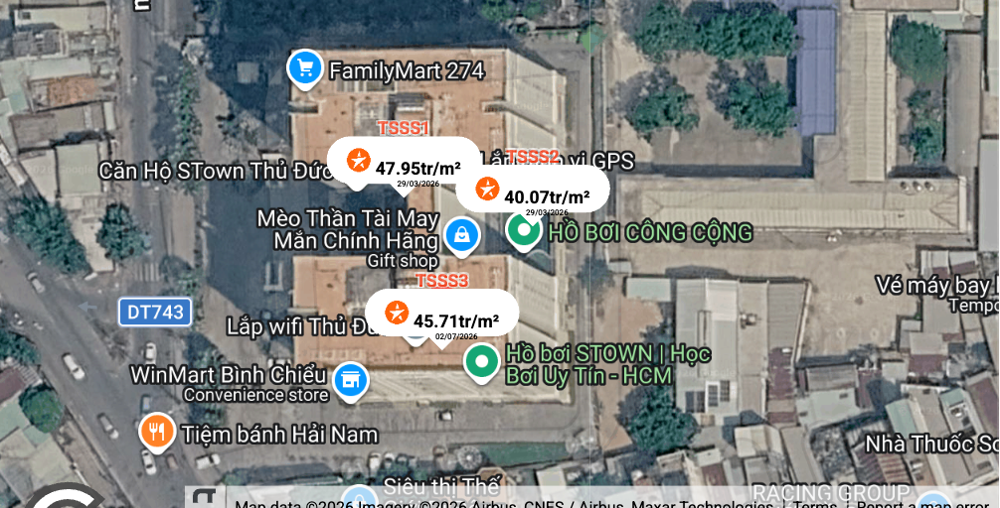 FamilyMart 274
TSSS1
47.95tr/m²
29/03/2026
Căn Hộ STown Thủ Đức
TSSS2
vị GPS
40.07tr/m²
29/03/2026
Mèo Thần Tài May
Mắn Chính Hãng
Gift shop
HỒ BƠI CÔNG CỘNG
TSSS3
45.71tr/m²
02/07/2026
DT743
Lắp wifi Thủ Đ
Vé máy bay
Tempo
Hồ bơi STOWN | Học
Bơi Uy Tín - HCM
WinMart Bình Chiểu
Convenience store
Tiệm bánh Hải Nam
Nhà Thuốc
Siêu thị Thế
RACING GROUP
Map data ©2026 Imagery ©2026 Airbus, CNES / Airbus, Maxar Technologies
Terms
Report a map error